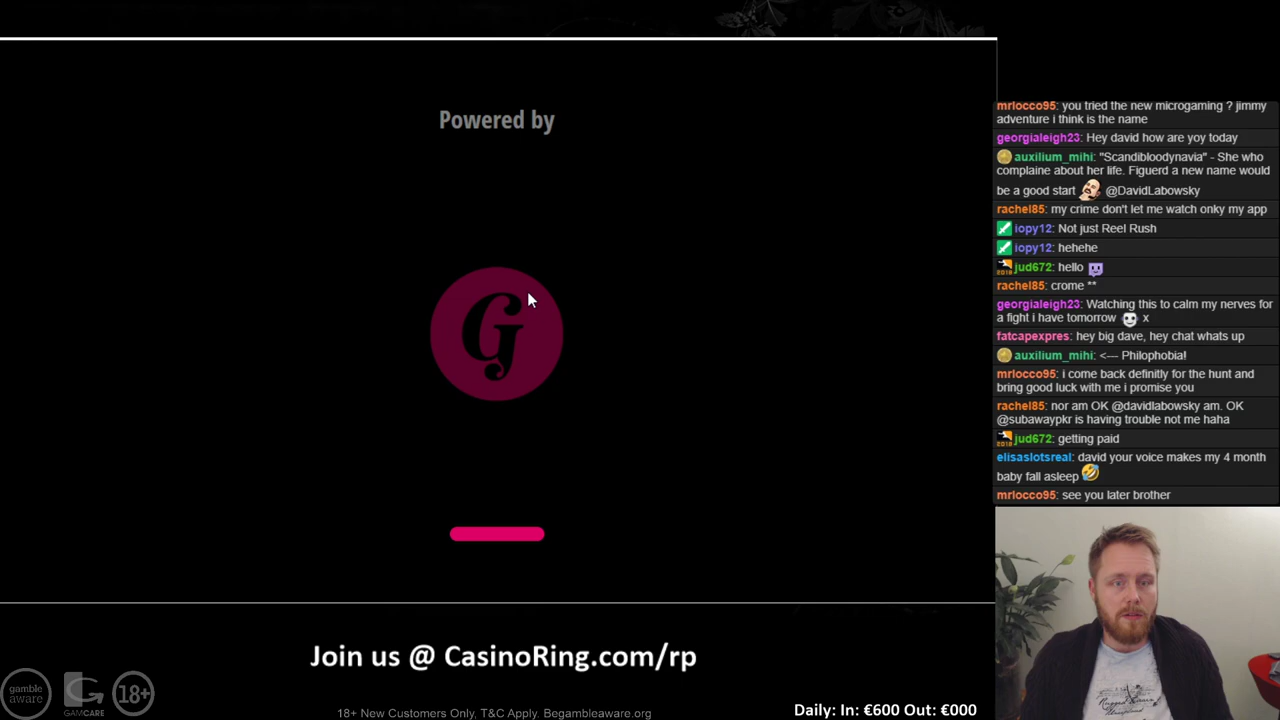 Powered by
G
mrlocco95: you tried the new microgaming ? jimmy
adventure i think is the name
georgialeigh23: Hey david how are yoy today
auxilium_mihi: "Scandibloodynavia" - She who
complaine about her life. Figuerd a new name would
be a good start @DavidLabowsky
rachel85: my crime don't let me watch onky my app
iopy12: Not just Reel Rush
iopy12: hehehe
jud672: hello
rachel85: crome **
georgialeigh23: Watching this to calm my nerves for
a fight i have tomorrow x
fatcapexpres: hey big dave, hey chat whats up
auxilium_mihi: <--- Philophobia!
mrlocco95: i come back definitly for the hunt and
bring good luck with me i promise you
rachel85: nor am OK @davidlabowsky am. OK
@subawaypkr is having trouble not me haha
jud672: getting paid
elisaslotsreal: david your voice makes my 4 month
baby fall asleep
mrlocco95: see you later brother
Join us @ CasinoRing.com/rp
gamble
aware
GAMCARE
18+
18+ New Customers Only, T&C Apply. Begambleaware.org
Daily: In: €600 Out: €000